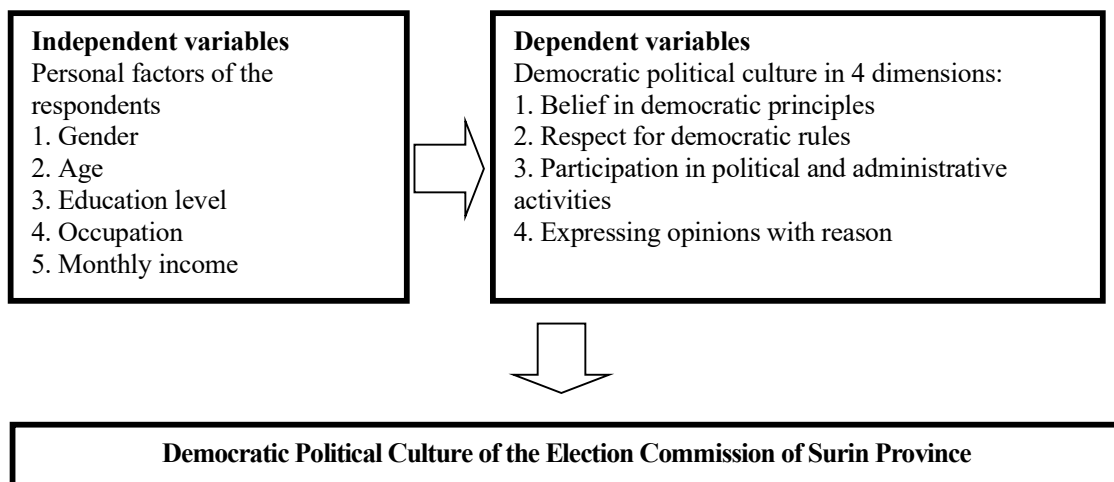 Independent variables
Personal factors of the
respondents
1. Gender
2. Age
3. Education level
4. Occupation
5. Monthly income
Dependent variables
Democratic political culture in 4 dimensions:
1. Belief in democratic principles
2. Respect for democratic rules
3. Participation in political and administrative
activities
4. Expressing opinions with reason
Democratic Political Culture of the Election Commission of Surin Province